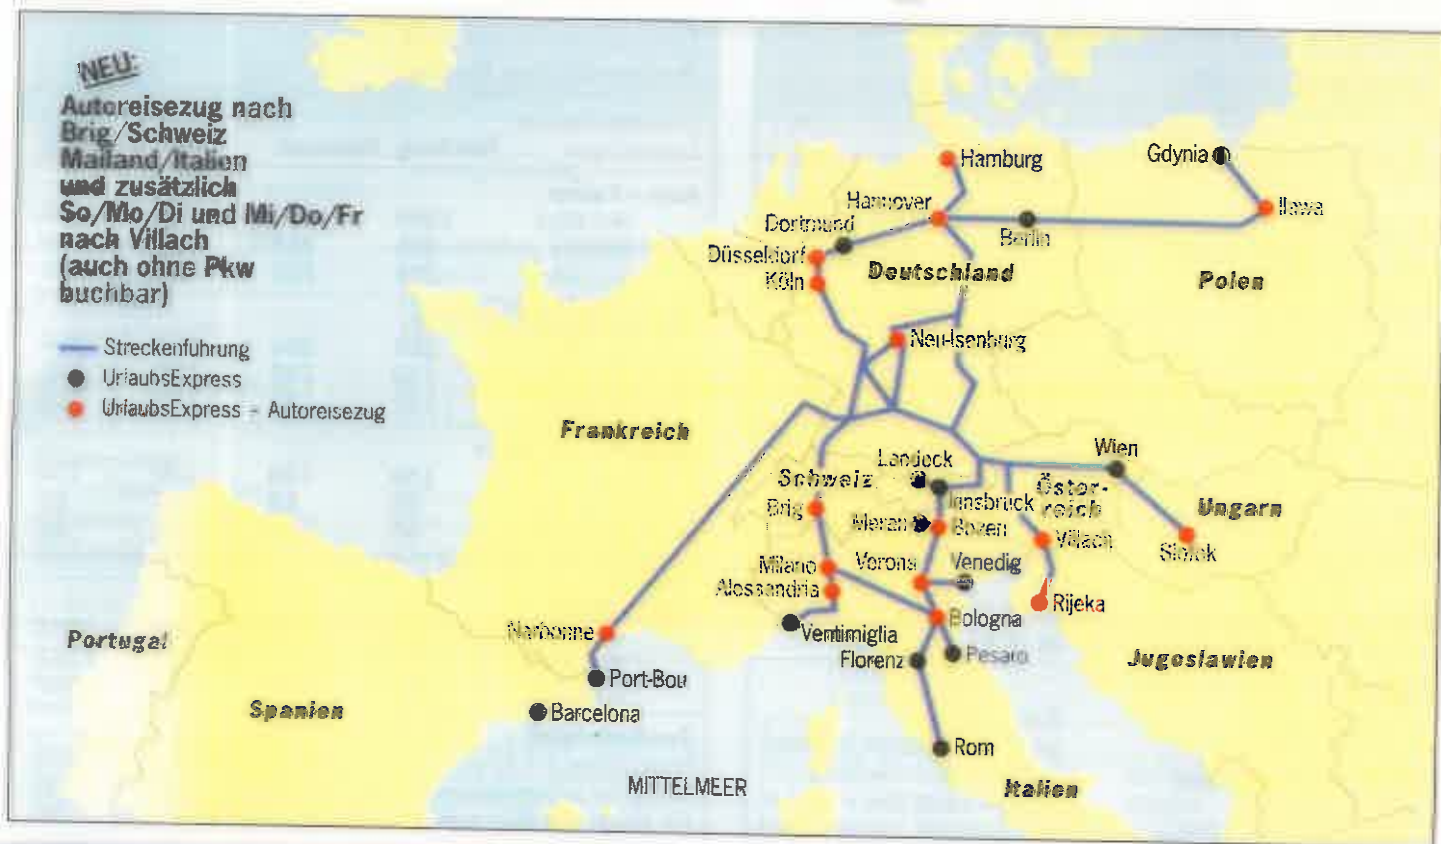 NEU:
Autoreisezug nach
Brig/Schweiz
Mailand/Italien
und zusätzlich
So/Mo/Di und Mi/Do/Fr
nach Villach
(auch ohne Pkw
buchbar)
Streckenführung
UrlaubsExpress
UrlaubsExpress – Autoreisezug
Hamburg
Gdynia
Hannover
Ilawa
Dortmund
Berlin
Düsseldorf
Deutschland
Köln
Polen
Neu-Isenburg
Frankreich
Wien
Landeck
Schweiz
Öster-
reich
Innsbruck
Ungarn
Brig
Meran
Bozen
Villach
Siofok
Milano
Verona
Venedig
Alessandria
Rijeka
Bologna
Narbonne
Ventimiglia
Portugal
Florenz
Pesaro
Jugoslawien
Port-Bou
Spanien
Barcelona
Rom
MITTELMEER
Italien